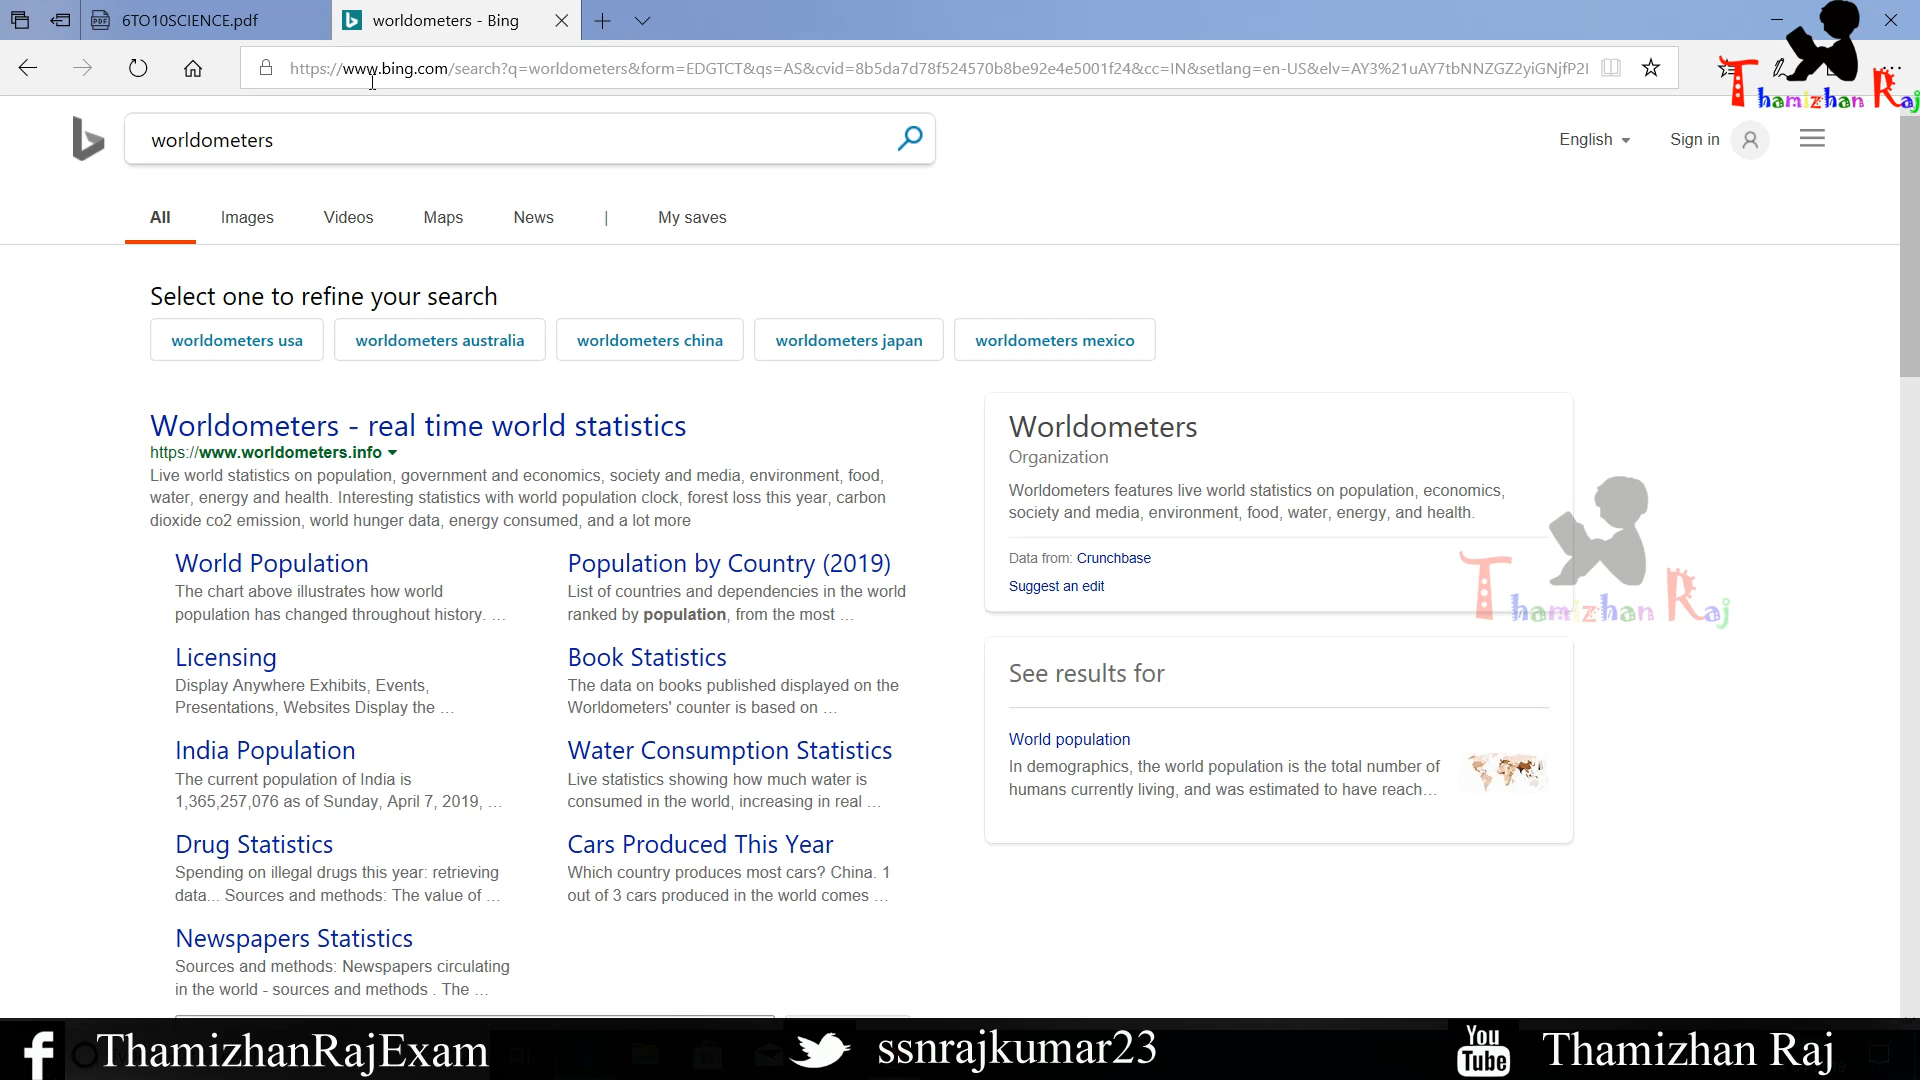 6TO10SCIENCE.pdf
worldometers - Bing
https://www.bing.com/search?q=worldometers&form=EDGTCT&qs=AS&cvid=8b5da7d78f524570b8be92e4e5001f24&cc=IN&setlang=en-US&elv=AY3%21uAY7tbNNZGZ2yiGNjfP2I
Thamizhan Raj
worldometers
English
Sign in
All
Images
Videos
Maps
News
|
My saves
Select one to refine your search
worldometers usa
worldometers australia
worldometers china
worldometers japan
worldometers mexico
Worldometers - real time world statistics
https://www.worldometers.info
Live world statistics on population, government and economics, society and media, environment, food,
water, energy and health. Interesting statistics with world population clock, forest loss this year, carbon
dioxide co2 emission, world hunger data, energy consumed, and a lot more
World Population
The chart above illustrates how world
population has changed throughout history. ...
Population by Country (2019)
List of countries and dependencies in the world
ranked by population, from the most ...
Licensing
Display Anywhere Exhibits, Events,
Presentations, Websites Display the ...
Book Statistics
The data on books published displayed on the
Worldometers' counter is based on ...
India Population
The current population of India is
1,365,257,076 as of Sunday, April 7, 2019, ...
Water Consumption Statistics
Live statistics showing how much water is
consumed in the world, increasing in real ...
Drug Statistics
Spending on illegal drugs this year: retrieving
data... Sources and methods: The value of ...
Cars Produced This Year
Which country produces most cars? China. 1
out of 3 cars produced in the world comes ...
Newspapers Statistics
Sources and methods: Newspapers circulating
in the world - sources and methods . The ...
Worldometers
Organization
Worldometers features live world statistics on population, economics,
society and media, environment, food, water, energy, and health.
Data from: Crunchbase
Suggest an edit
Thamizhan Raj
See results for
World population
In demographics, the world population is the total number of
humans currently living, and was estimated to have reach...
ThamizhanRajExam
ssnrajkumar23
You
Tube
Thamizhan Raj